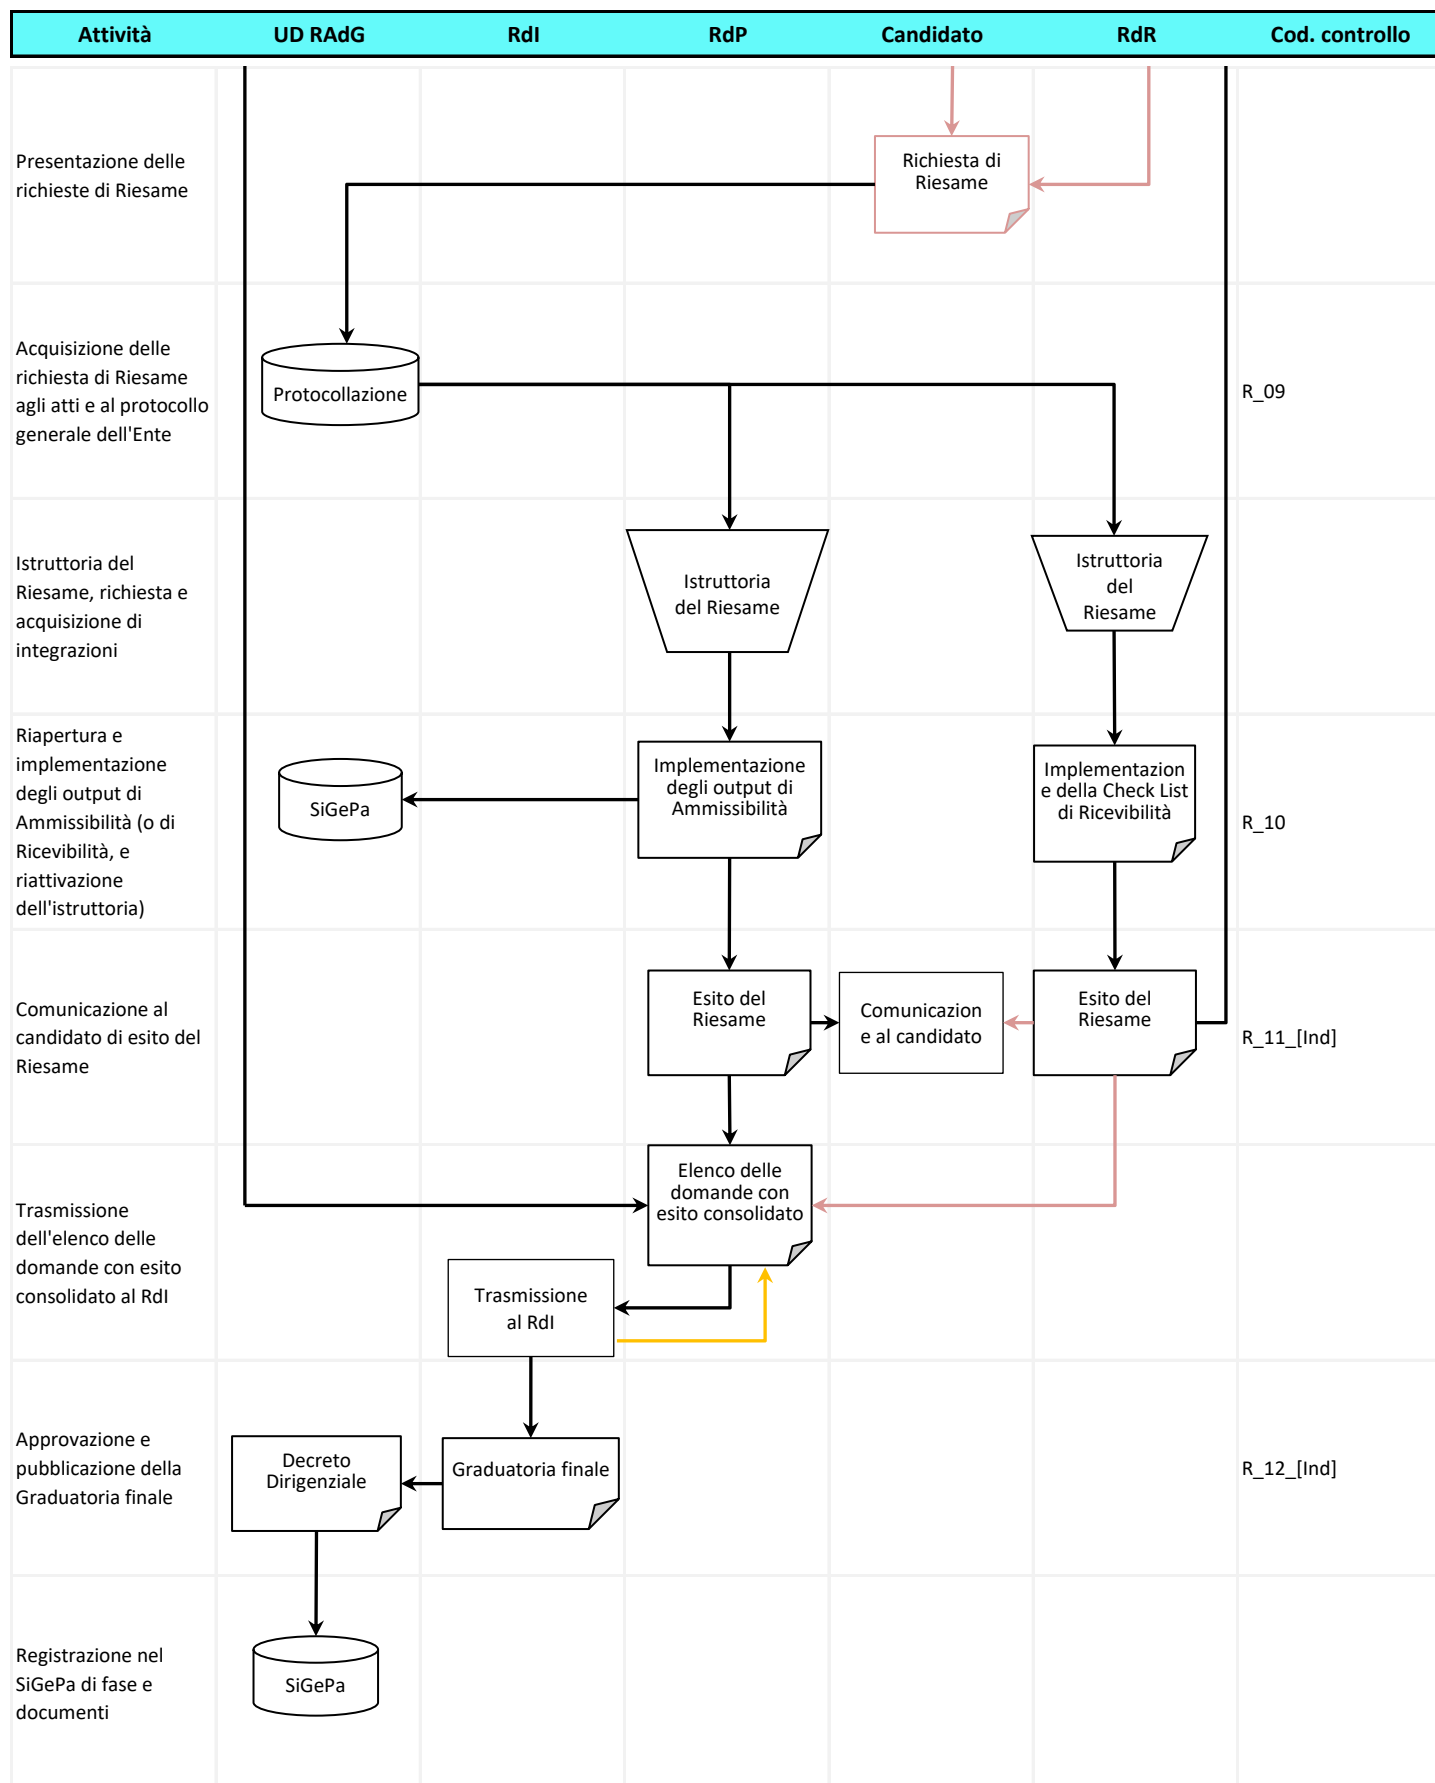 Attività UD RAdG RdI RdP Candidato RdR Cod. controllo
Presentazione delle
richieste di Riesame
Richiesta di
Riesame
Acquisizione delle
richiesta di Riesame
agli atti e al protocollo
generale dell'Ente
Protocollazione
R_09
Istruttoria del
Riesame, richiesta e
acquisizione di
integrazioni
Istruttoria
del Riesame
Istruttoria
del
Riesame
Riapertura e
implementazione
degli output di
Ammissibilità (o di
Ricevibilità, e
riattivazione
dell'istruttoria)
SiGePa
Implementazione
degli output di
Ammissibilità
Implementazion
e della Check List
di Ricevibilità
R_10
Comunicazione al
candidato di esito del
Riesame
Esito del
Riesame
Comunicazion
e al candidato
Esito del
Riesame
R_11_[Ind]
Trasmissione
dell'elenco delle
domande con esito
consolidato al RdI
Elenco delle
domande con
esito consolidato
Trasmissione
al RdI
Approvazione e
pubblicazione della
Graduatoria finale
Decreto
Dirigenziale
Graduatoria finale
R_12_[Ind]
Registrazione nel
SiGePa di fase e
documenti
SiGePa